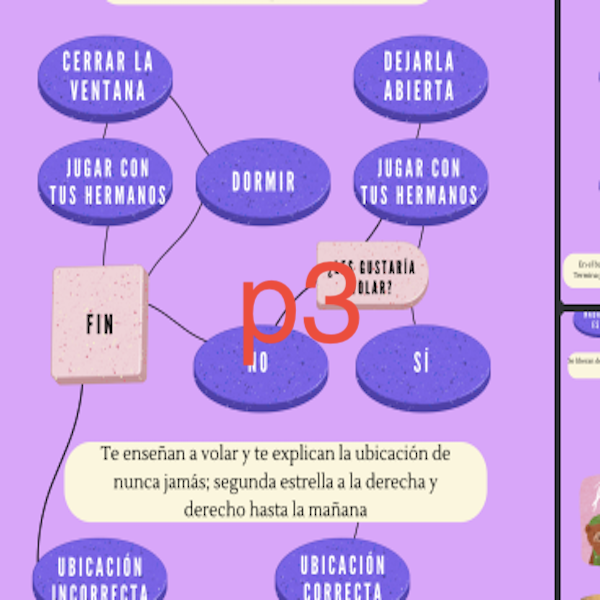 CERRAR LA
VENTANA
DEJARLA
ABIERTA
JUGAR CON
TUS HERMANOS
DORMIR
JUGAR CON
TUS HERMANOS
GUSTARÍA
p3
FIN
NO
SÍ
Te enseñan a volar y te explican la ubicación de
nunca jamás; segunda estrella a la derecha y
derecho hasta la mañana
UBICACIÓN
INCORRECTA
UBICACIÓN
CORRECTA